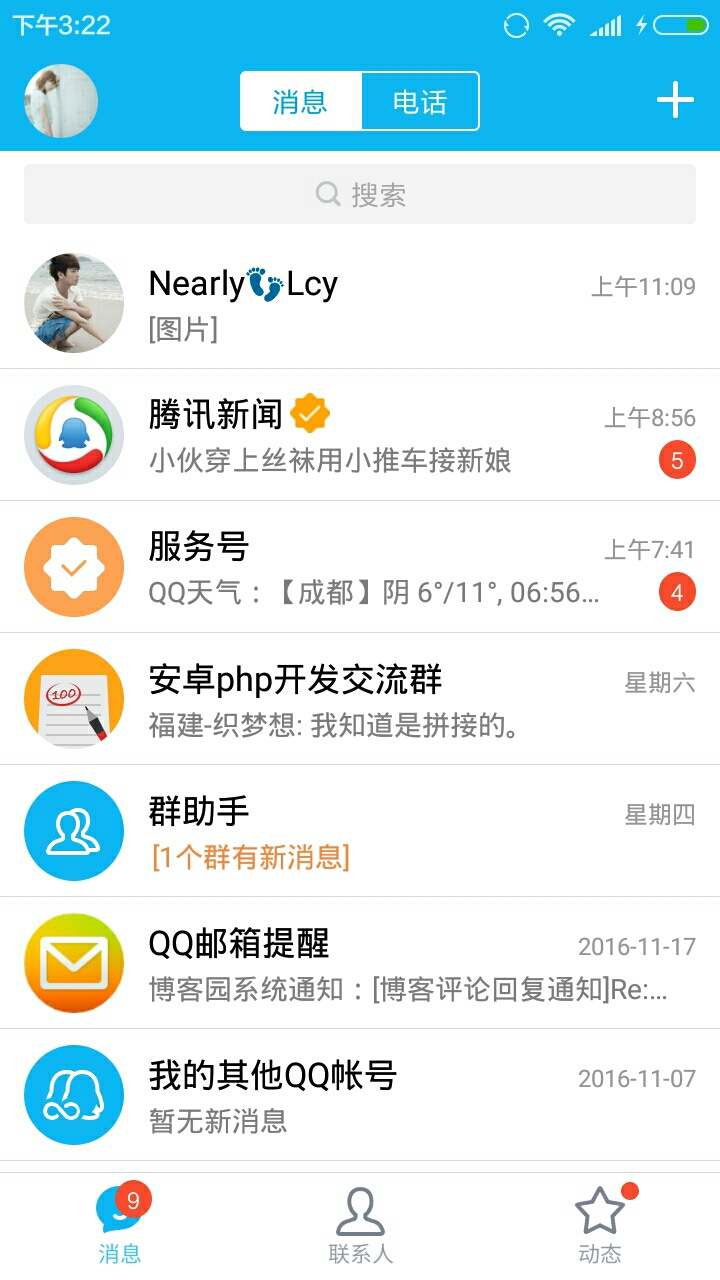 下午3:22
消息 电话
搜索
Nearly👣Lcy 上午11:09
[图片]
腾讯新闻 上午8:56
小伙穿上丝袜用小推车接新娘 5
服务号 上午7:41
QQ天气：【成都】阴 6°/11°, 06:56... 4
安卓php开发交流群 星期六
100
福建-织梦想: 我知道是拼接的。
群助手 星期四
[1个群有新消息]
QQ邮箱提醒 2016-11-17
博客园系统通知：[博客评论回复通知]Re:...
我的其他QQ帐号 2016-11-07
暂无新消息
9
消息 联系人 动态